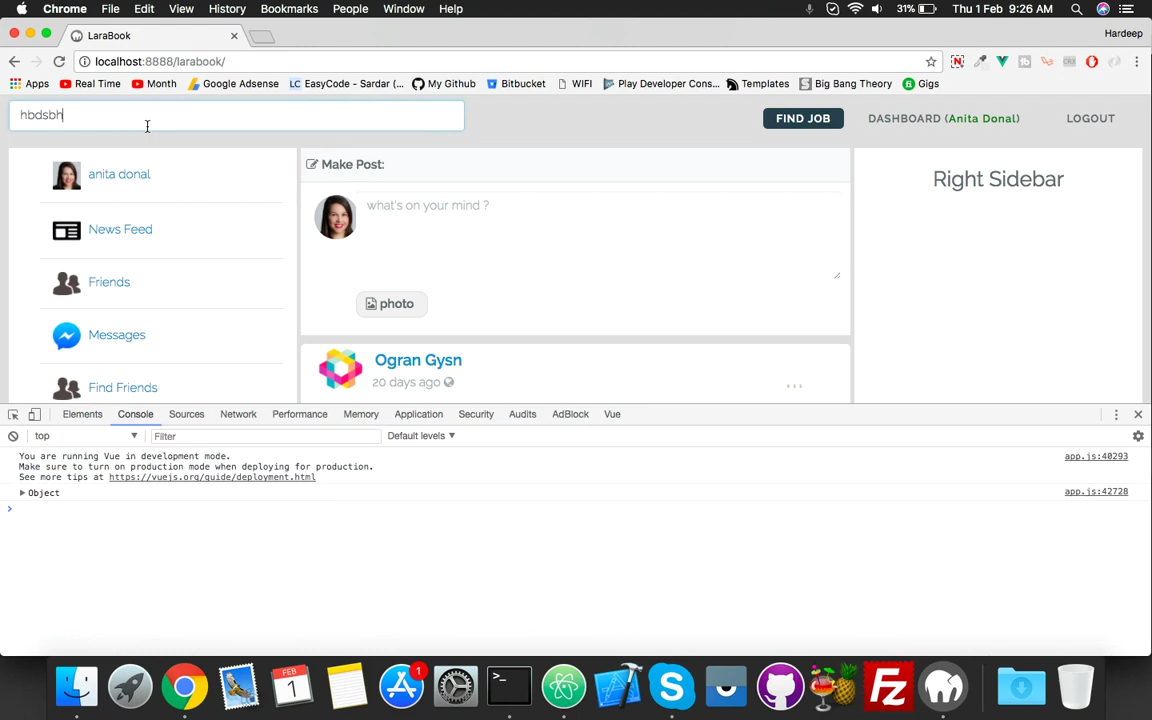 Chrome File Edit View History Bookmarks People Window Help 31% Thu 1 Feb 9:26 AM
LaraBook Hardeep
localhost:8888/larabook/
Apps Real Time Month Google Adsense LC EasyCode - Sardar (... My Github Bitbucket WIFI Play Developer Cons... Templates Big Bang Theory Gigs
hbdsbh FIND JOB DASHBOARD (Anita Donal) LOGOUT
Make Post:
anita donal
Right Sidebar
what's on your mind ?
News Feed
Friends
photo
Messages
Ogran Gysn
20 days ago
Find Friends
Elements Console Sources Network Performance Memory Application Security Audits AdBlock Vue
top Filter Default levels
You are running Vue in development mode. app.js:40293
Make sure to turn on production mode when deploying for production.
See more tips at https://vuejs.org/guide/deployment.html
Object app.js:42728
FEB
1
1